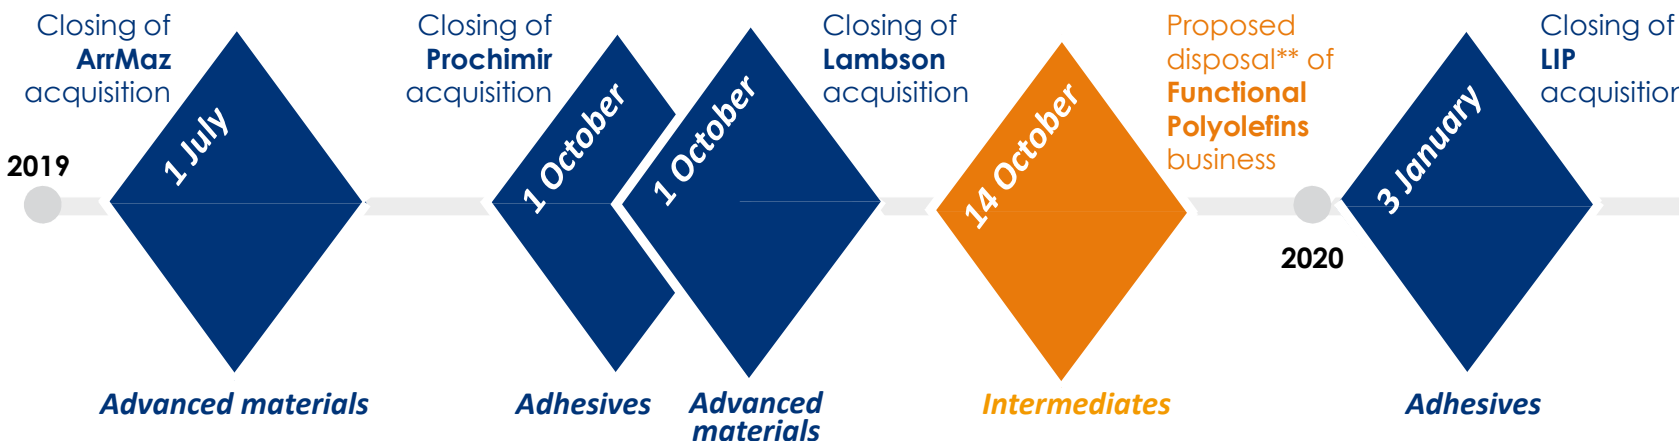 Closing of
ArrMaz
acquisition
2019
1 July
Advanced materials
Closing of
Prochimir
acquisition
1 October
Adhesives
1 October
Closing of
Lambson
acquisition
Advanced
materials
14 October
Proposed
disposal** of
Functional
Polyolefins
business
Intermediates
2020
3 January
Closing of
LIP
acquisition
Adhesives